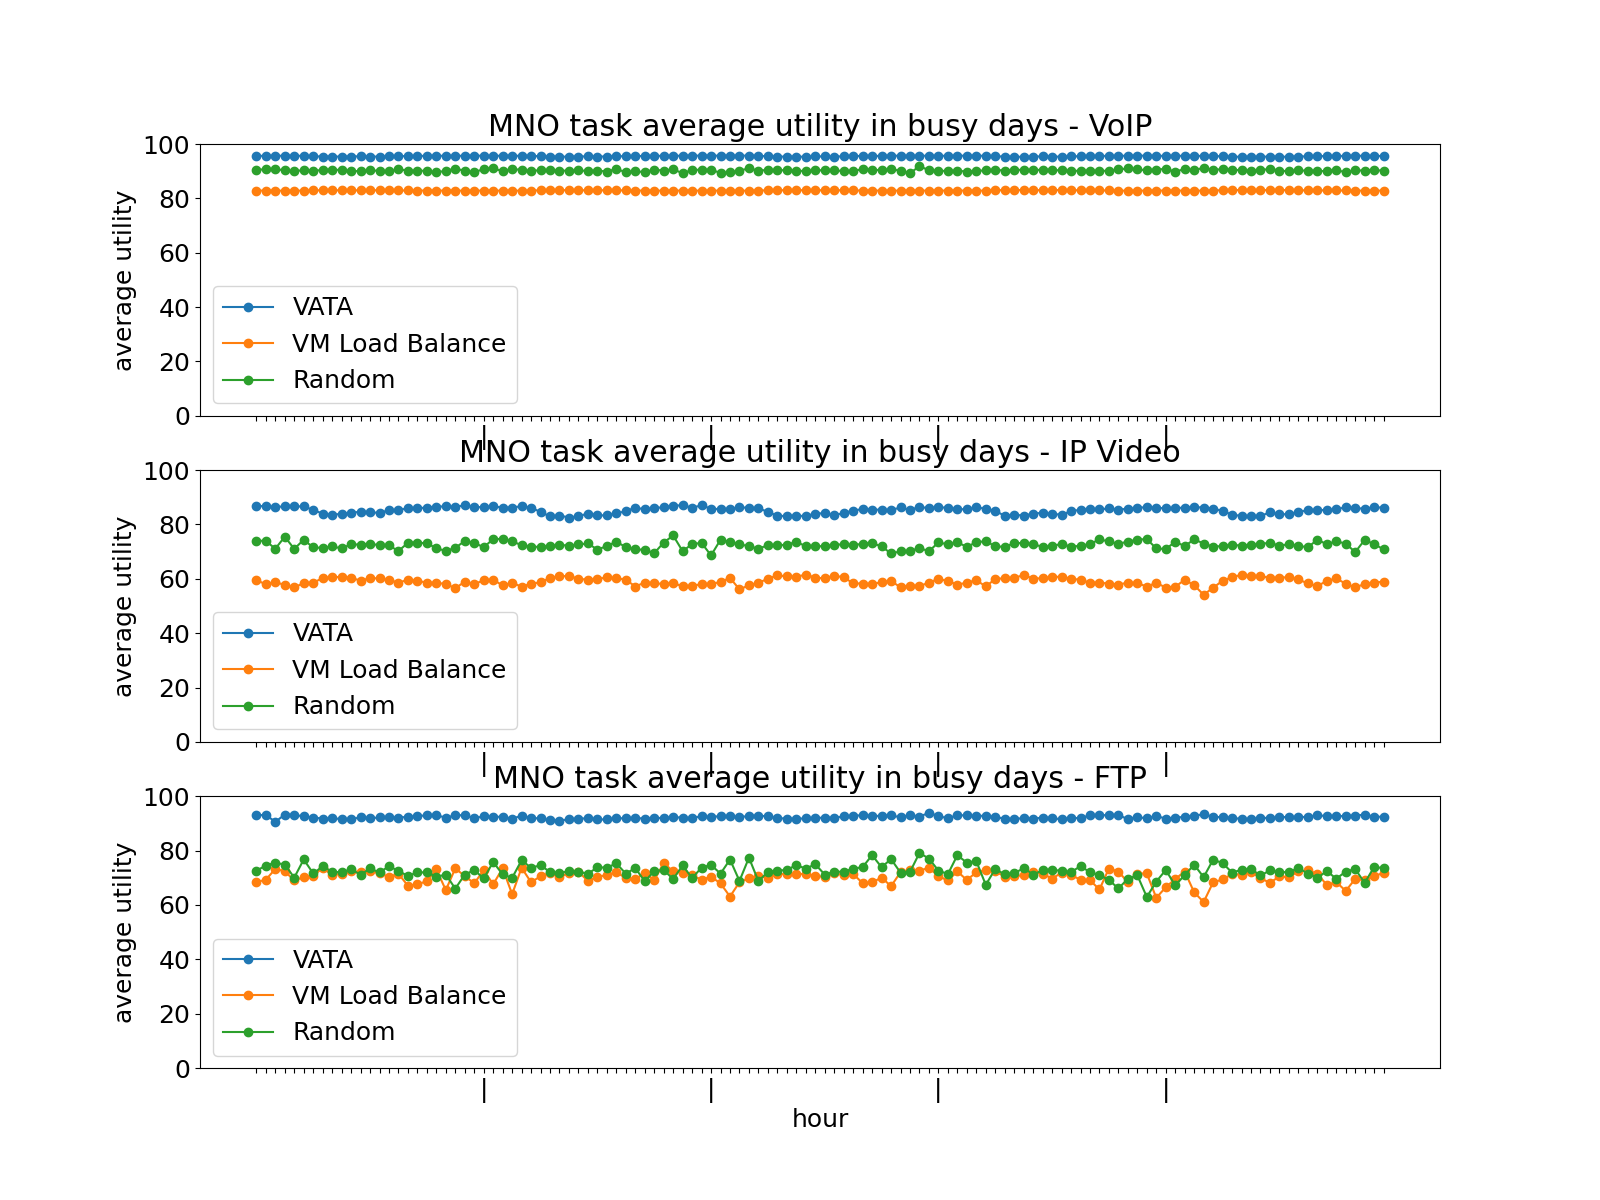 MNO task average utility in busy days - VoIP
100
80
60
40
20
0
average utility
VATA
VM Load Balance
Random
| | | |
MNO task average utility in busy days - IP Video
100
80
60
40
20
0
average utility
VATA
VM Load Balance
Random
| | | |
MNO task average utility in busy days - FTP
100
80
60
40
20
0
average utility
VATA
VM Load Balance
Random
| | | |
hour